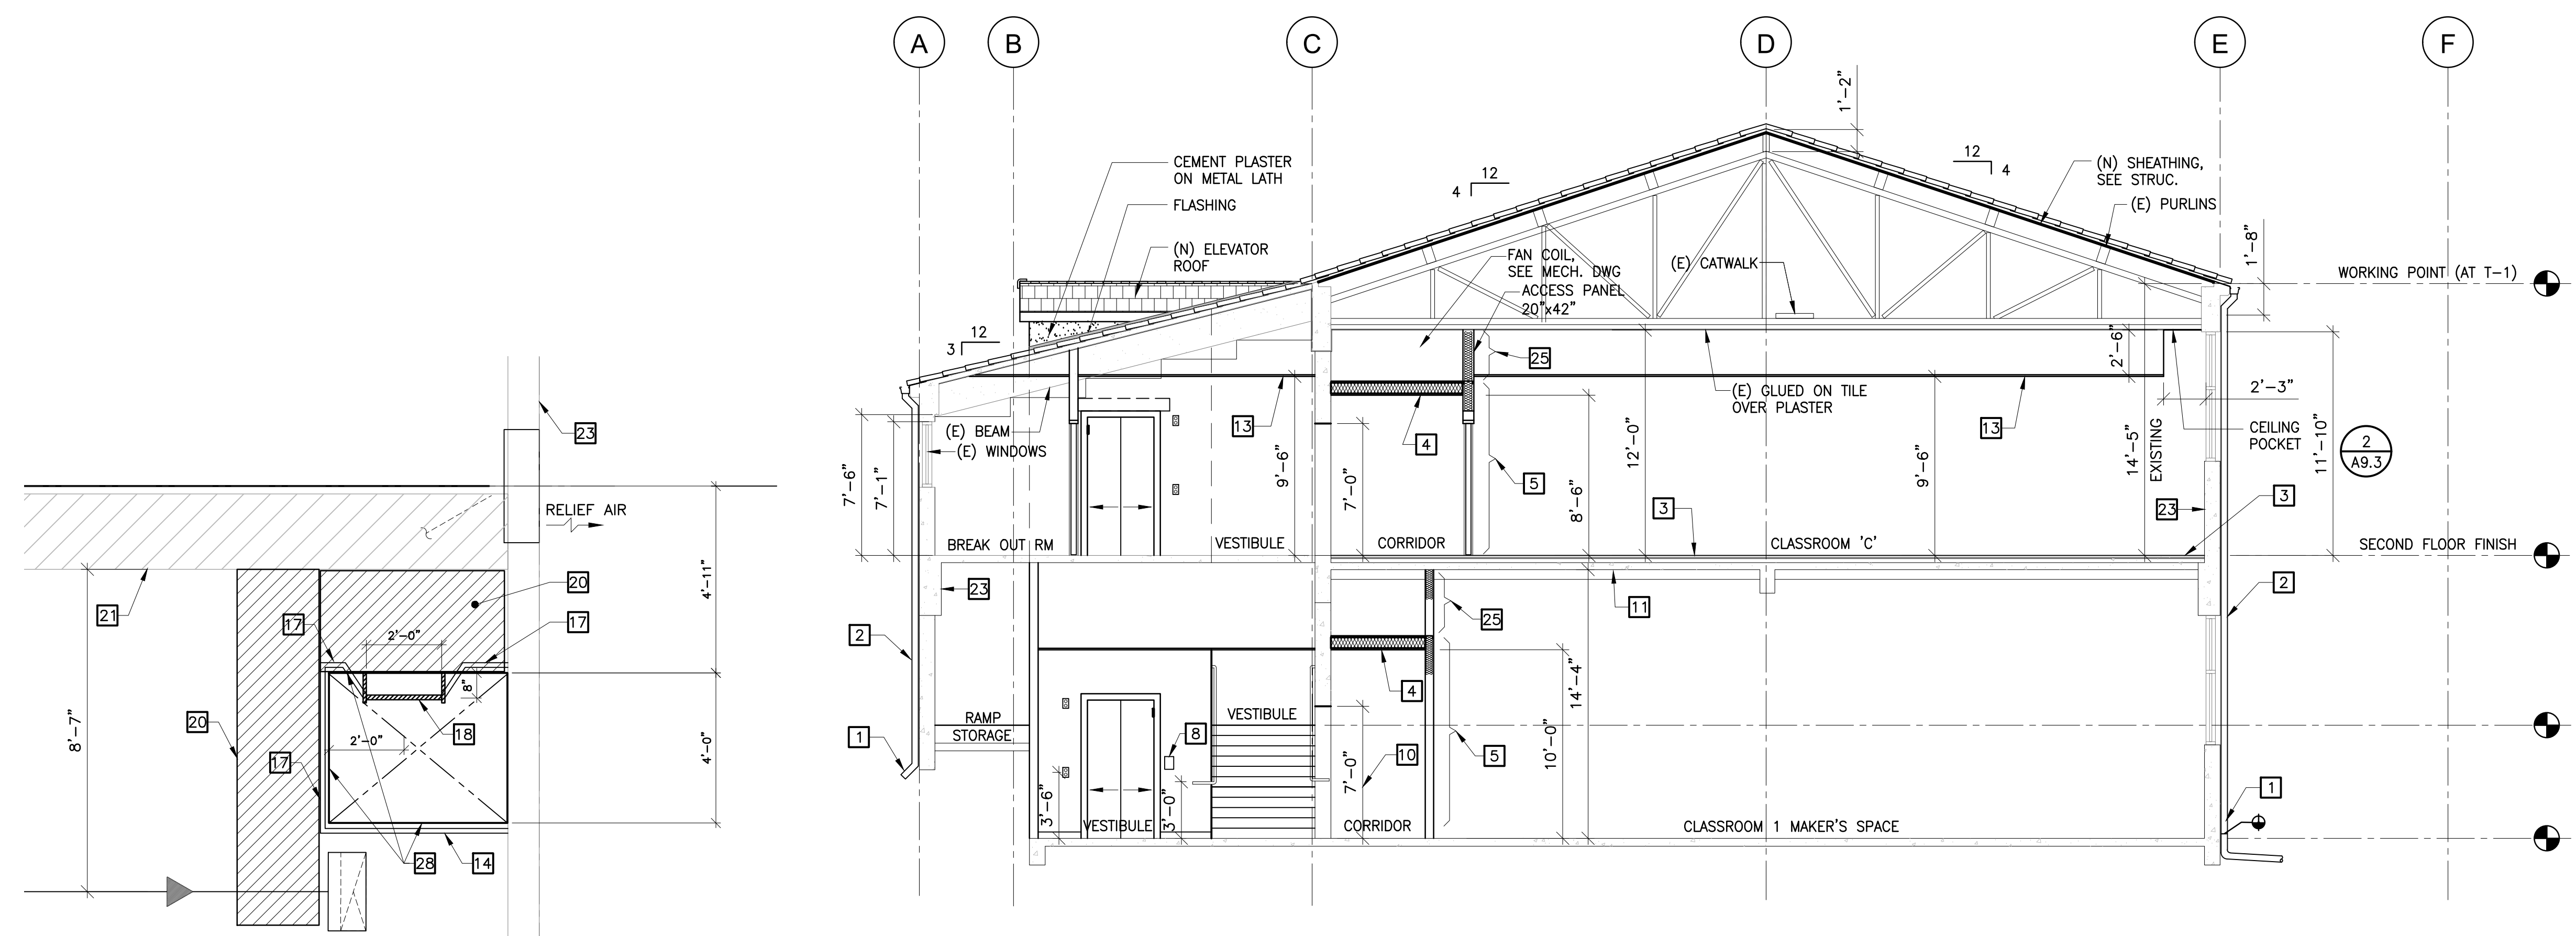 A
B
C
D
E
F
1'-2"
12
4
12
4
CEMENT PLASTER
ON METAL LATH
FLASHING
(N) ELEVATOR
ROOF
(N) SHEATHING,
SEE STRUC.
(E) PURLINS
1'-8"
FAN COIL,
SEE MECH. DWG
ACCESS PANEL
20"x42"
(E) CATWALK
WORKING POINT (AT T-1)
12
3
25
2'-6"
(E) GLUED ON TILE
OVER PLASTER
2'-3"
13
4
13
CEILING
POCKET
2
A9.3
(E) BEAM
(E) WINDOWS
7'-6"
7'-1"
9'-6"
7'-0"
5
8'-6"
12'-0"
9'-6"
14'-5"
EXISTING
11'-10"
3
3
23
BREAK OUT RM
VESTIBULE
CORRIDOR
CLASSROOM 'C'
SECOND FLOOR FINISH
23
11
25
2
2
4
14'-4"
RAMP
STORAGE
VESTIBULE
1
8
10
5
10'-0"
7'-0"
3'-6"
3'-0"
1
VESTIBULE
CORRIDOR
CLASSROOM 1 MAKER'S SPACE
23
RELIEF AIR
21
20
17
17
2'-0"
4'-11"
8"
8'-7"
20
18
2'-0"
17
4'-0"
28
14